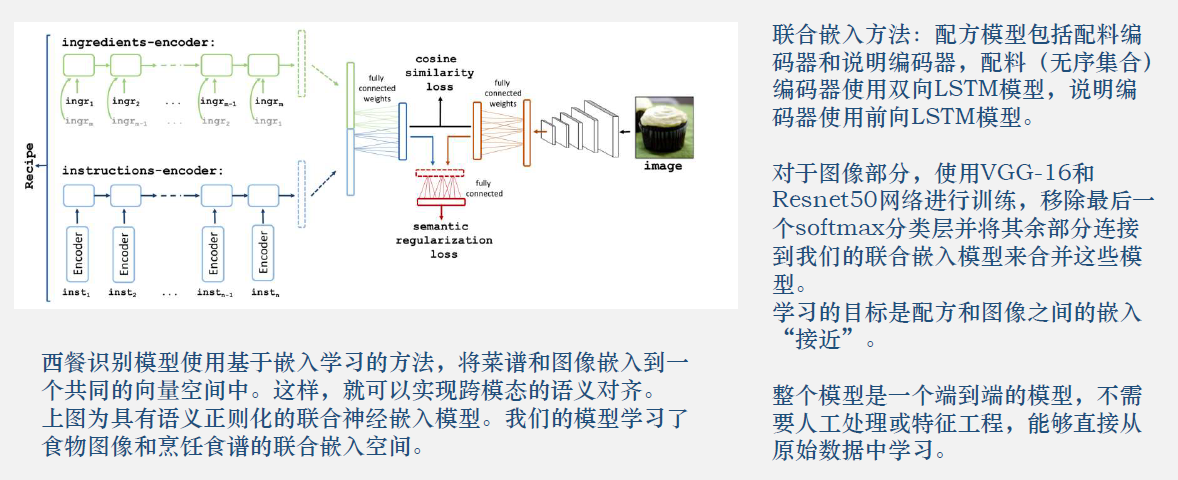 ingredients-encoder:
ingr1 ingr2 ... ingrm-1 ingrm
ingrm ingrm-1 ... ingr2 ingr1
Recipe
instructions-encoder:
Encoder Encoder Encoder Encoder
inst1 inst2 ... instn-1 instn
fully
connected
weights
cosine
similarity
loss
fully
connected
weights
image
fully
connected
semantic
regularization
loss
西餐识别模型使用基于嵌入学习的方法，将菜谱和图像嵌入到一
个共同的向量空间中。这样，就可以实现跨模态的语义对齐。
上图为具有语义正则化的联合神经嵌入模型。我们的模型学习了
食物图像和烹饪食谱的联合嵌入空间。
联合嵌入方法：配方模型包括配料编
码器和说明编码器，配料（无序集合）
编码器使用双向LSTM模型，说明编
码器使用前向LSTM模型。
对于图像部分，使用VGG-16和
Resnet50网络进行训练，移除最后一
个softmax分类层并将其余部分连接
到我们的联合嵌入模型来合并这些模
型。
学习的目标是配方和图像之间的嵌入
“接近”。
整个模型是一个端到端的模型，不需
要人工处理或特征工程，能够直接从
原始数据中学习。